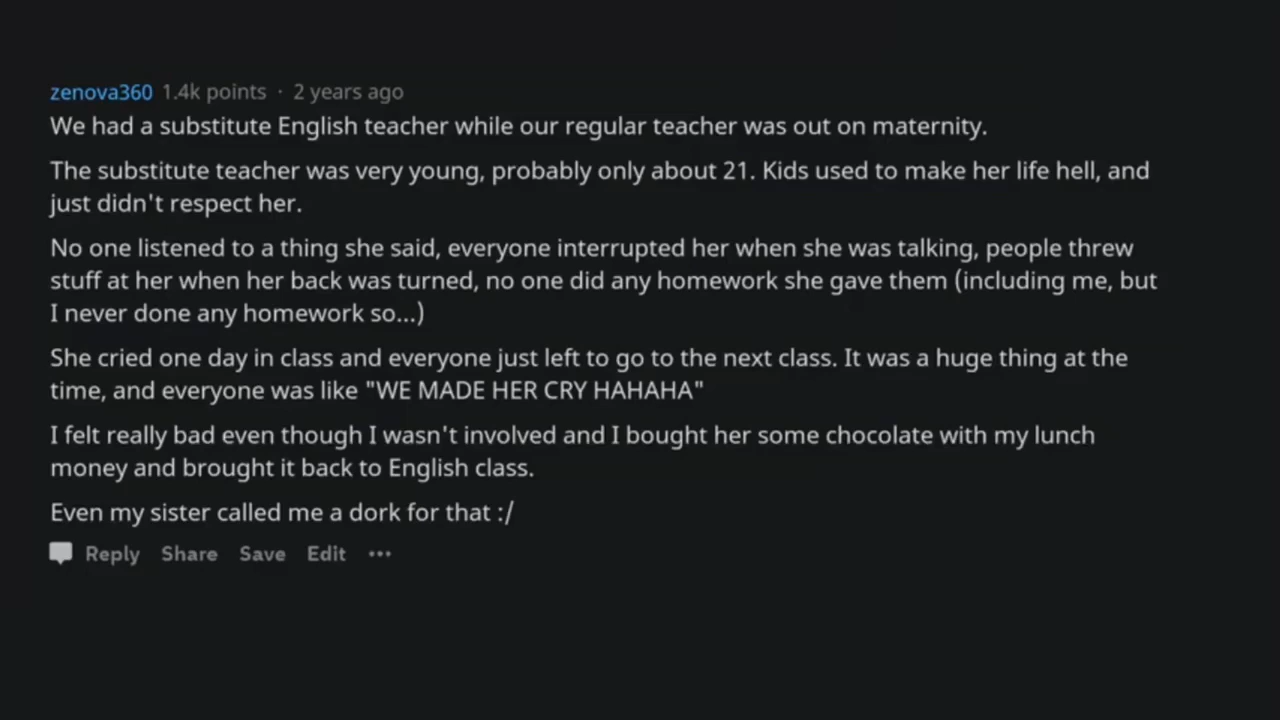 zenova360 1.4k points · 2 years ago
We had a substitute English teacher while our regular teacher was out on maternity.
The substitute teacher was very young, probably only about 21. Kids used to make her life hell, and
just didn't respect her.
No one listened to a thing she said, everyone interrupted her when she was talking, people threw
stuff at her when her back was turned, no one did any homework she gave them (including me, but
I never done any homework so...)
She cried one day in class and everyone just left to go to the next class. It was a huge thing at the
time, and everyone was like "WE MADE HER CRY HAHAHA"
I felt really bad even though I wasn't involved and I bought her some chocolate with my lunch
money and brought it back to English class.
Even my sister called me a dork for that :/
Reply Share Save Edit •••